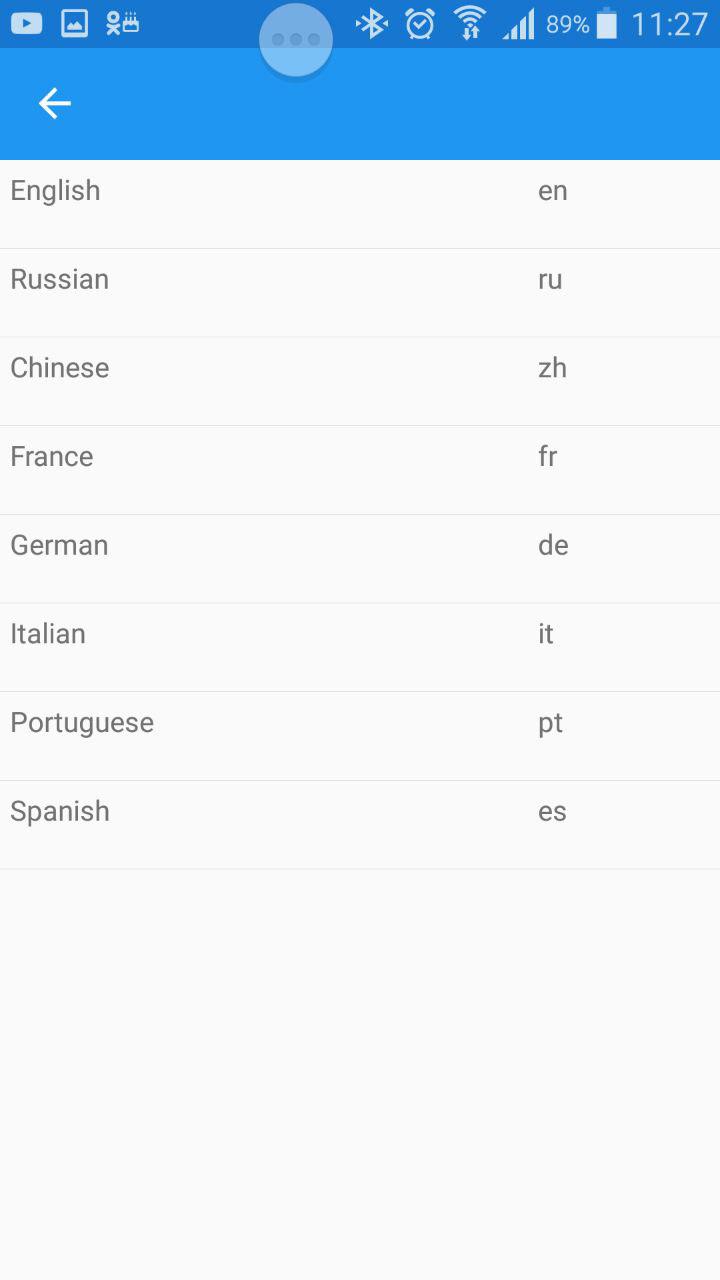 89% 11:27
English en
Russian ru
Chinese zh
France fr
German de
Italian it
Portuguese pt
Spanish es